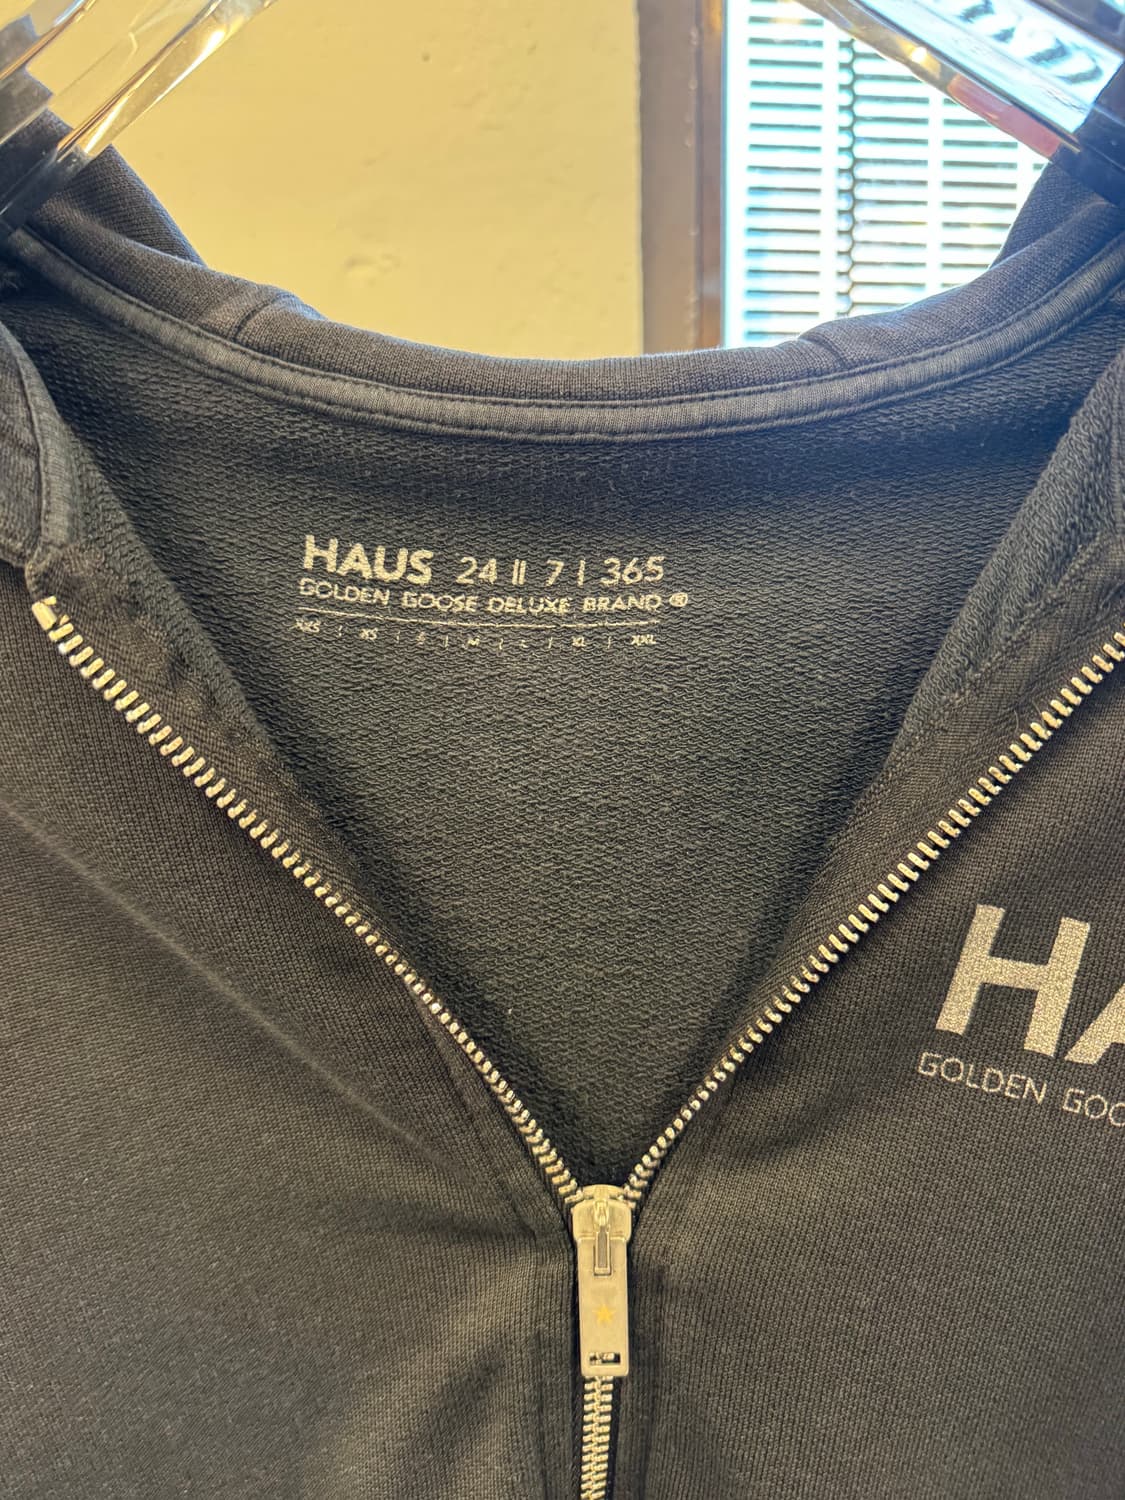 HAUS 24 || 7 | 365
GOLDEN GOOSE DELUXE BRAND ®
XXS | XS | S | M | L | XL | XXL
HA
GOLDEN GOO